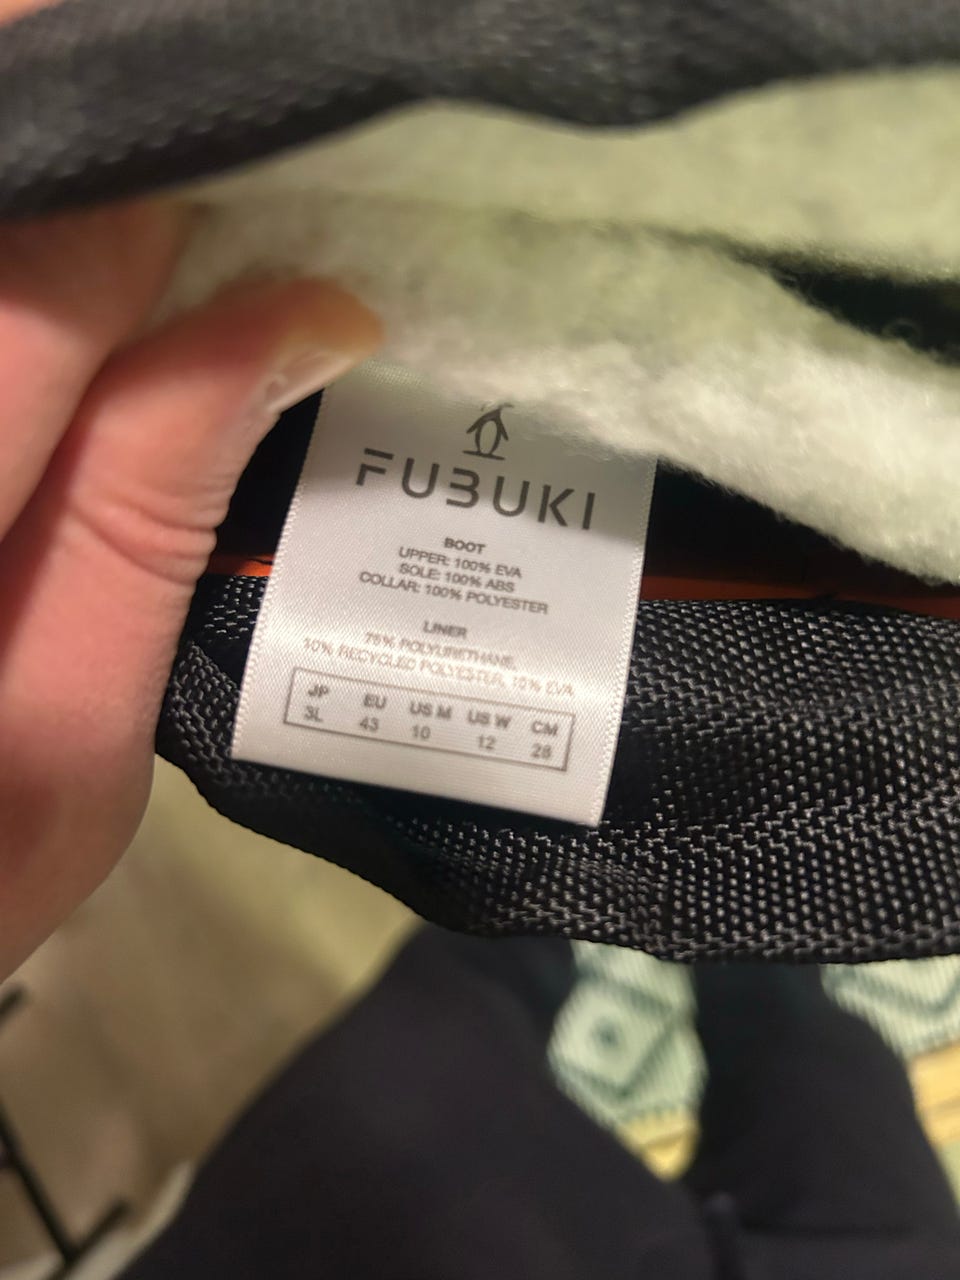 FUBUKI
BOOT
UPPER: 100% EVA
SOLE: 100% ABS
COLLAR: 100% POLYESTER
LINER
75% POLYURETHANE,
10% RECYCLED POLYESTER, 15% EVA
JP EU US M US W CM
3L 43 10 12 28